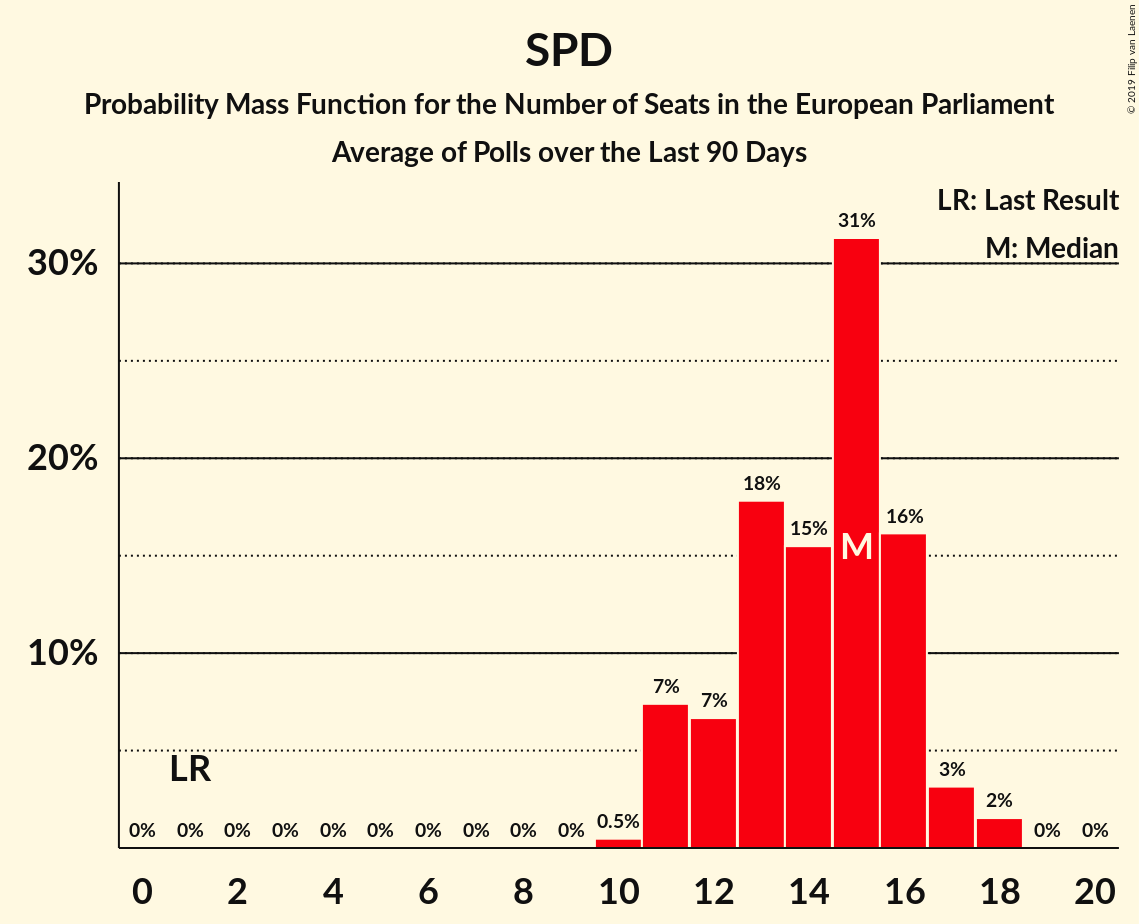 SPD
Probability Mass Function for the Number of Seats in the European Parliament
Average of Polls over the Last 90 Days
© 2019 Filip van Laenen
LR: Last Result
M: Median
30%
20%
10%
0%
0%
0%
0%
0%
0%
0%
0%
0%
0%
0.5%
7%
7%
18%
15%
31%
16%
3%
2%
0%
0%
LR
M
0 2 4 6 8 10 12 14 16 18 20